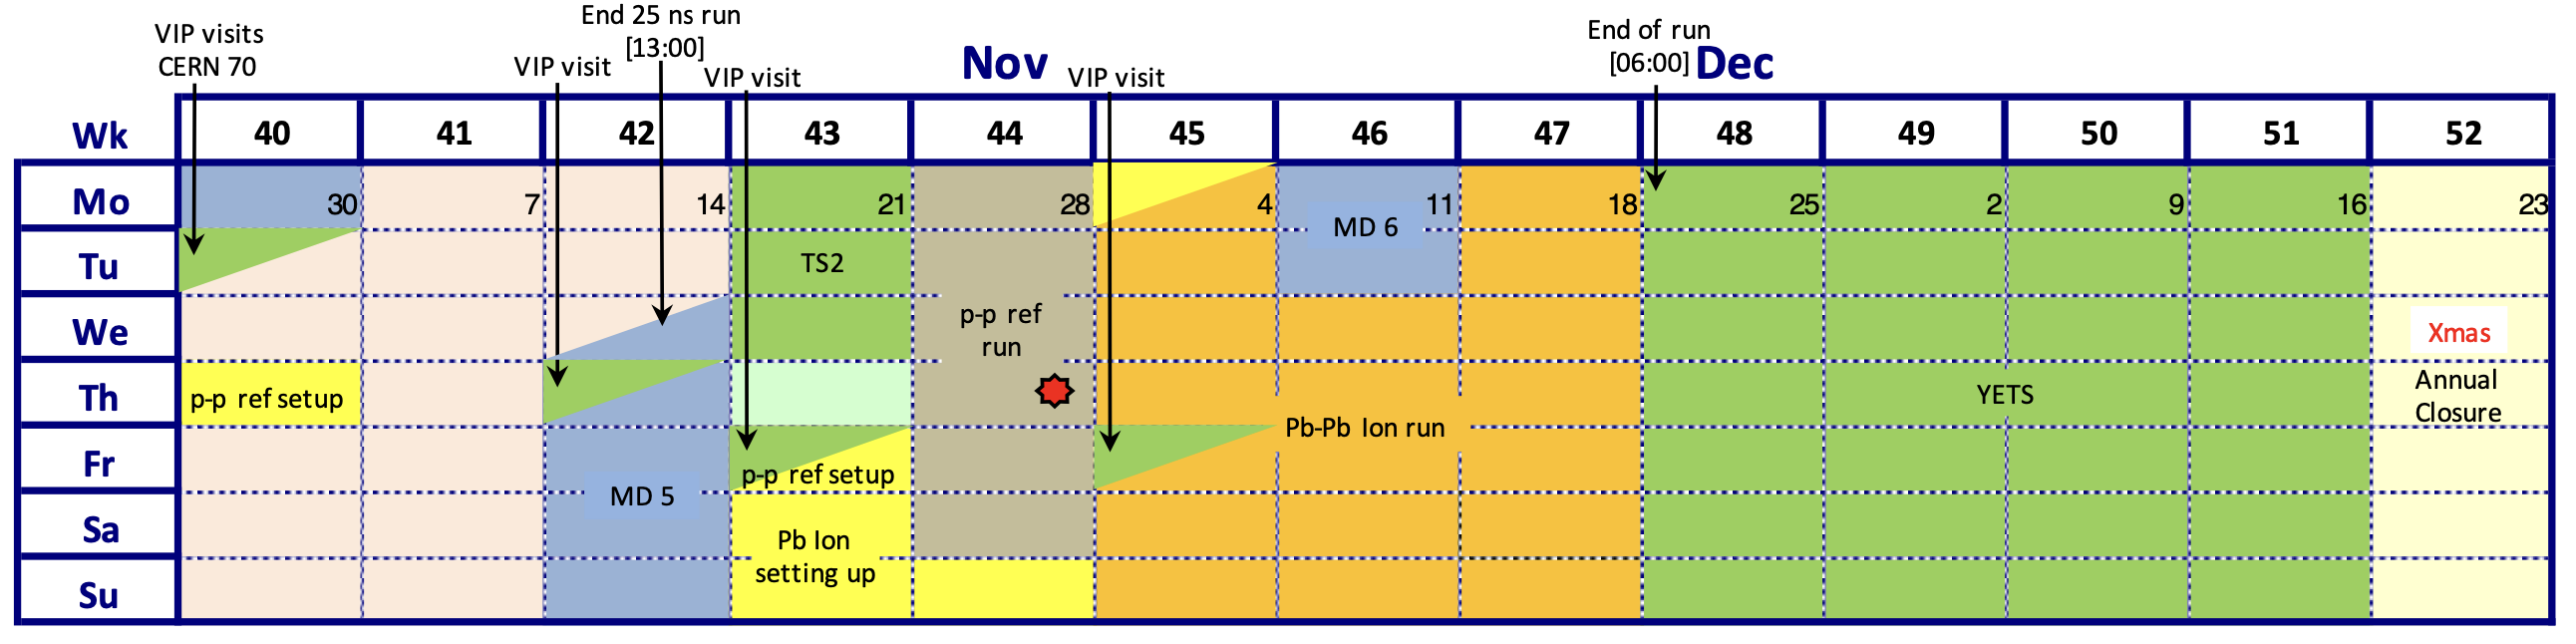 VIP visits
CERN 70
VIP visit
End 25 ns run
[13:00]
VIP visit
Nov
VIP visit
End of run
[06:00]
Dec
Wk 40 41 42 43 44 45 46 47 48 49 50 51 52
Mo 30 7 14 21 28 4 11 18 25 2 9 16 23
MD 6
Tu
TS2
We
p-p ref
run
Xmas
Th
p-p ref setup
YETS
Annual
Closure
Pb-Pb Ion run
Fr
p-p ref setup
MD 5
Sa
Pb Ion
setting up
Su